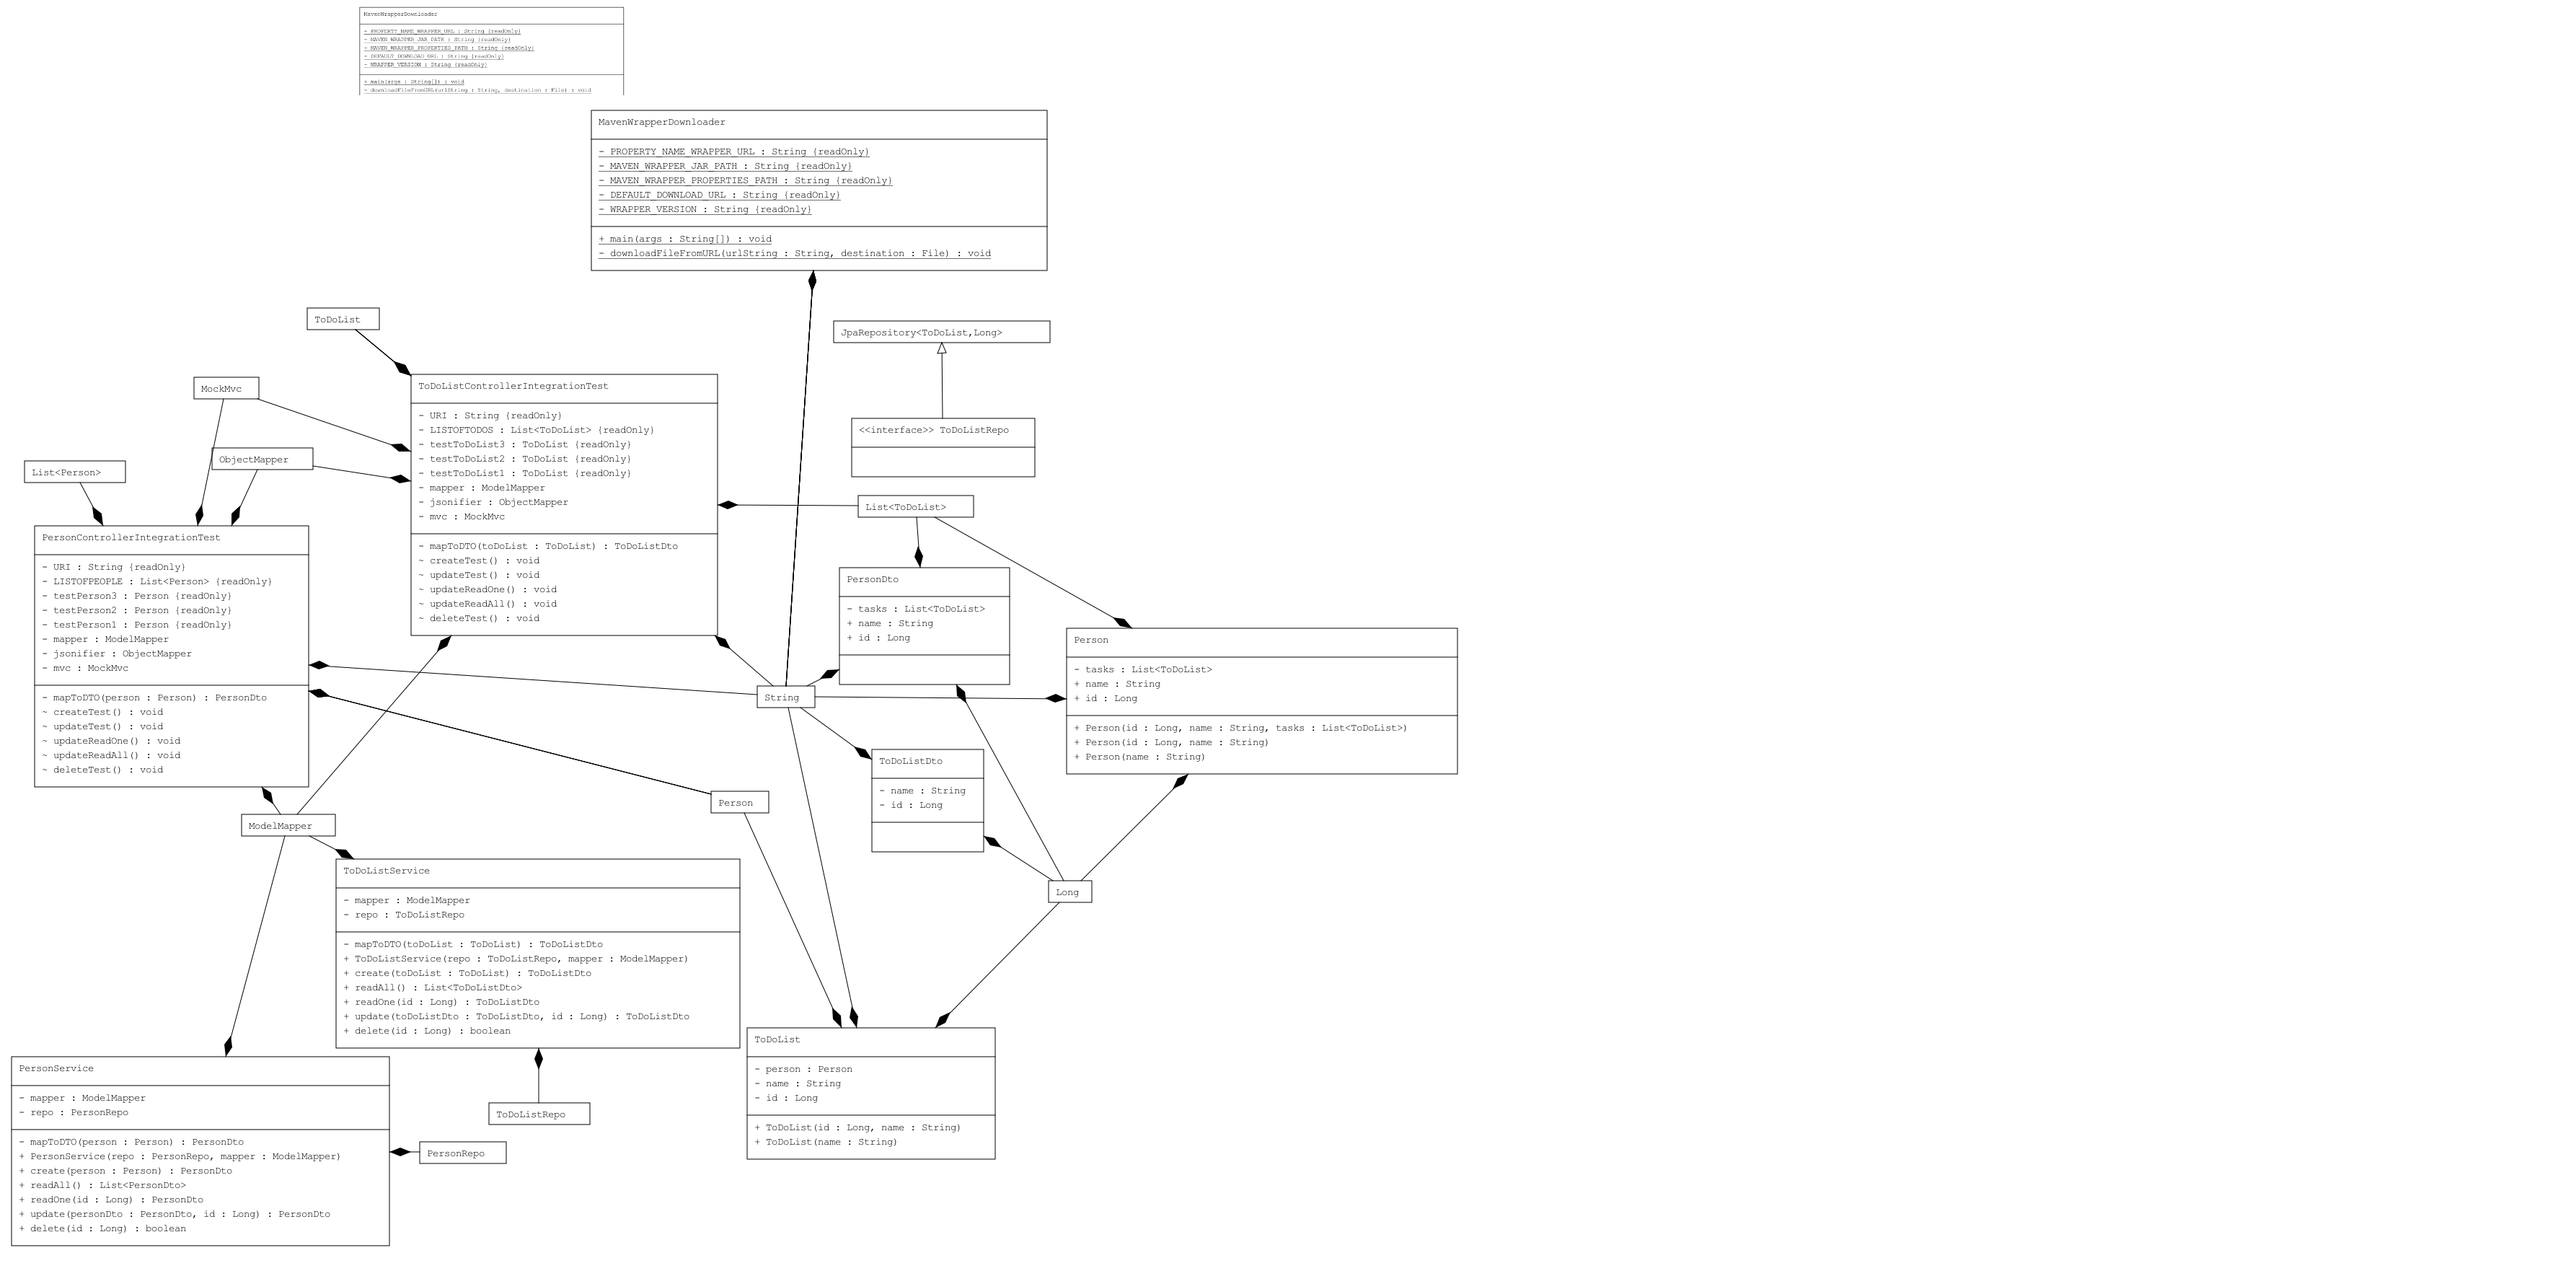 MavenWrapperDownloader
- PROPERTY_NAME_WRAPPER_URL : String {readOnly}
- MAVEN_WRAPPER_JAR_PATH : String {readOnly}
- MAVEN_WRAPPER_PROPERTIES_PATH : String {readOnly}
- DEFAULT_DOWNLOAD_URL : String {readOnly}
- WRAPPER_VERSION : String {readOnly}
+ main(args : String[]) : void
- downloadFileFromURL(urlString : String, destination : File) : void
MavenWrapperDownloader
- PROPERTY_NAME_WRAPPER_URL : String {readOnly}
- MAVEN_WRAPPER_JAR_PATH : String {readOnly}
- MAVEN_WRAPPER_PROPERTIES_PATH : String {readOnly}
- DEFAULT_DOWNLOAD_URL : String {readOnly}
- WRAPPER_VERSION : String {readOnly}
+ main(args : String[]) : void
- downloadFileFromURL(urlString : String, destination : File) : void
ToDoList
JpaRepository<ToDoList,Long>
MockMvc
ToDoListControllerIntegrationTest
- URI : String {readOnly}
- LISTOFTODOS : List<ToDoList> {readOnly}
- testToDoList3 : ToDoList {readOnly}
- testToDoList2 : ToDoList {readOnly}
- testToDoList1 : ToDoList {readOnly}
- mapper : ModelMapper
- jsonifier : ObjectMapper
- mvc : MockMvc
- mapToDTO(toDoList : ToDoList) : ToDoListDto
~ createTest() : void
~ updateTest() : void
~ updateReadOne() : void
~ updateReadAll() : void
~ deleteTest() : void
<<interface>> ToDoListRepo
ObjectMapper
List<Person>
List<ToDoList>
PersonControllerIntegrationTest
- URI : String {readOnly}
- LISTOFPEOPLE : List<Person> {readOnly}
- testPerson3 : Person {readOnly}
- testPerson2 : Person {readOnly}
- testPerson1 : Person {readOnly}
- mapper : ModelMapper
- jsonifier : ObjectMapper
- mvc : MockMvc
- mapToDTO(person : Person) : PersonDto
~ createTest() : void
~ updateTest() : void
~ updateReadOne() : void
~ updateReadAll() : void
~ deleteTest() : void
PersonDto
- tasks : List<ToDoList>
+ name : String
+ id : Long
Person
- tasks : List<ToDoList>
+ name : String
+ id : Long
+ Person(id : Long, name : String, tasks : List<ToDoList>)
+ Person(id : Long, name : String)
+ Person(name : String)
String
ToDoListDto
- name : String
- id : Long
Person
ModelMapper
Long
ToDoListService
- mapper : ModelMapper
- repo : ToDoListRepo
- mapToDTO(toDoList : ToDoList) : ToDoListDto
+ ToDoListService(repo : ToDoListRepo, mapper : ModelMapper)
+ create(toDoList : ToDoList) : ToDoListDto
+ readAll() : List<ToDoListDto>
+ readOne(id : Long) : ToDoListDto
+ update(toDoListDto : ToDoListDto, id : Long) : ToDoListDto
+ delete(id : Long) : boolean
ToDoList
- person : Person
- name : String
- id : Long
+ ToDoList(id : Long, name : String)
+ ToDoList(name : String)
PersonService
- mapper : ModelMapper
- repo : PersonRepo
- mapToDTO(person : Person) : PersonDto
+ PersonService(repo : PersonRepo, mapper : ModelMapper)
+ create(person : Person) : PersonDto
+ readAll() : List<PersonDto>
+ readOne(id : Long) : PersonDto
+ update(personDto : PersonDto, id : Long) : PersonDto
+ delete(id : Long) : boolean
ToDoListRepo
PersonRepo